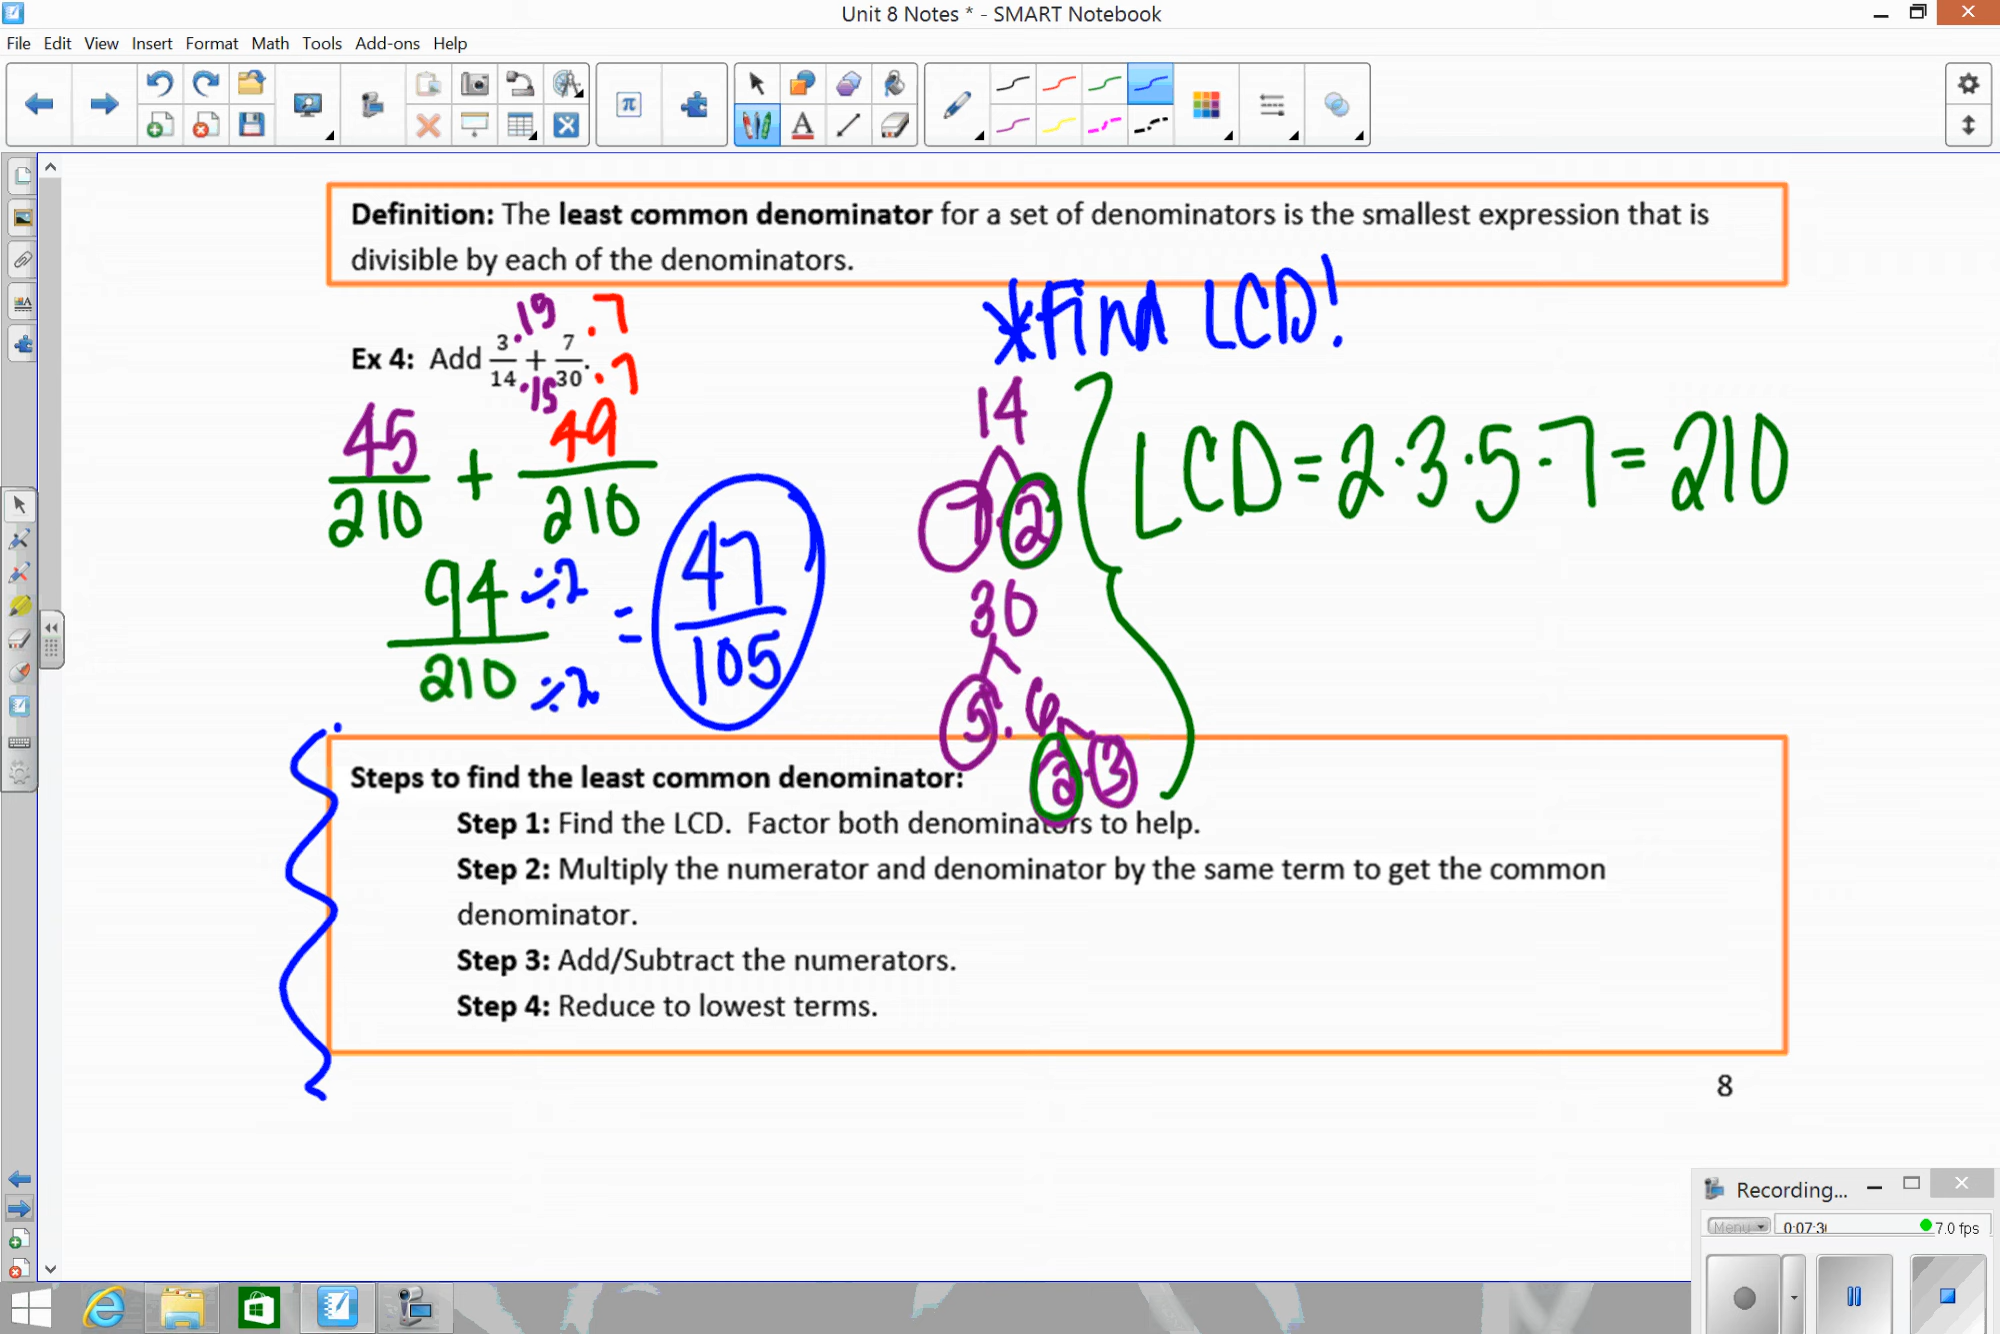 Unit 8 Notes * - SMART Notebook
File Edit View Insert Format Math Tools Add-ons Help
Definition: The least common denominator for a set of denominators is the smallest expression that is
divisible by each of the denominators.
*Find LCD!
·15 ·7
Ex 4: Add 3/14 + 7/30.
·15 ·7
45/210 + 49/210
94/210 ÷2 ÷2 = 47/105
14
7 · 2
30
5 · 6
2 · 3
LCD = 2·3·5·7 = 210
Steps to find the least common denominator:
Step 1: Find the LCD. Factor both denominators to help.
Step 2: Multiply the numerator and denominator by the same term to get the common
denominator.
Step 3: Add/Subtract the numerators.
Step 4: Reduce to lowest terms.
8
Recording...
Menu 7.0 fps